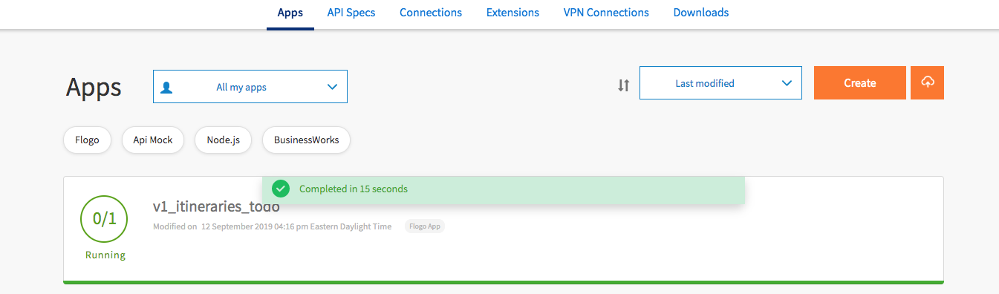 Apps API Specs Connections Extensions VPN Connections Downloads
Apps All my apps Last modified Create
Flogo Api Mock Node.js BusinessWorks
Completed in 15 seconds
0/1 v1_itineraries_todo
Modified on 12 September 2019 04:16 pm Eastern Daylight Time Flogo App
Running